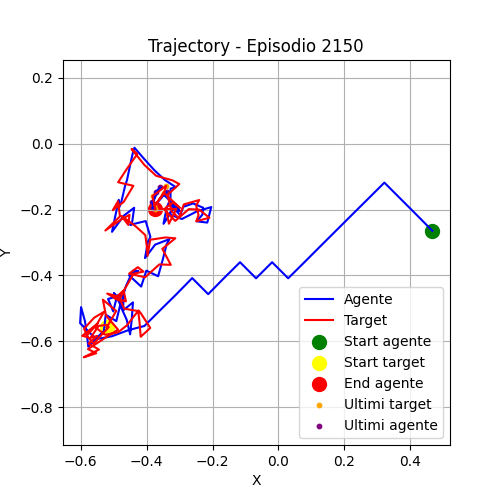 Trajectory - Episodio 2150
0.2
0.0
−0.2
−0.4
−0.6
−0.8
Y
−0.6
−0.4
−0.2
0.0
0.2
0.4
X
Agente
Target
Start agente
Start target
End agente
Ultimi target
Ultimi agente